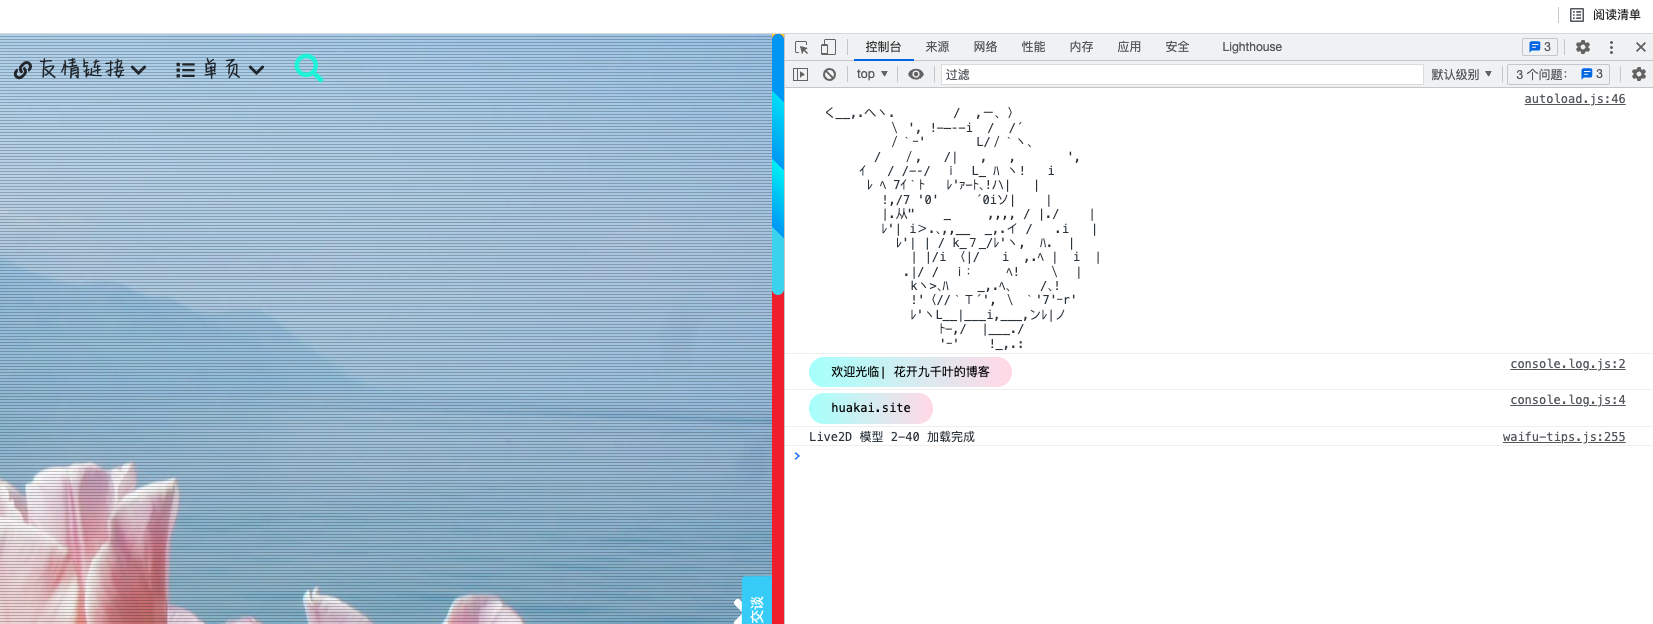 阅读清单
友情链接 单页
控制台 来源 网络 性能 内存 应用 安全 Lighthouse 3
top 过滤 默认级别 3 个问题: 3
autoload.js:46
欢迎光临| 花开九千叶的博客 console.log.js:2
huakai.site console.log.js:4
Live2D 模型 2-40 加载完成 waifu-tips.js:255
交谈